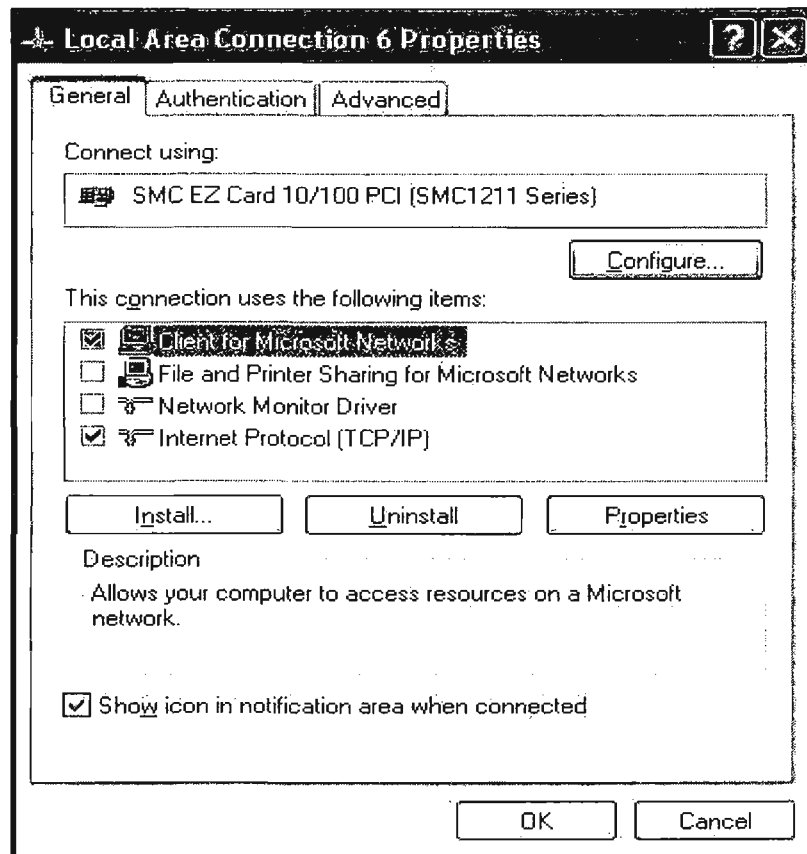 Local Area Connection 6 Properties
General Authentication Advanced
Connect using:
SMC EZ Card 10/100 PCI (SMC1211 Series)
Configure...
This connection uses the following items:
Client for Microsoft Networks
File and Printer Sharing for Microsoft Networks
Network Monitor Driver
Internet Protocol (TCP/IP)
Install... Uninstall Properties
Description
Allows your computer to access resources on a Microsoft
network.
Show icon in notification area when connected
OK Cancel